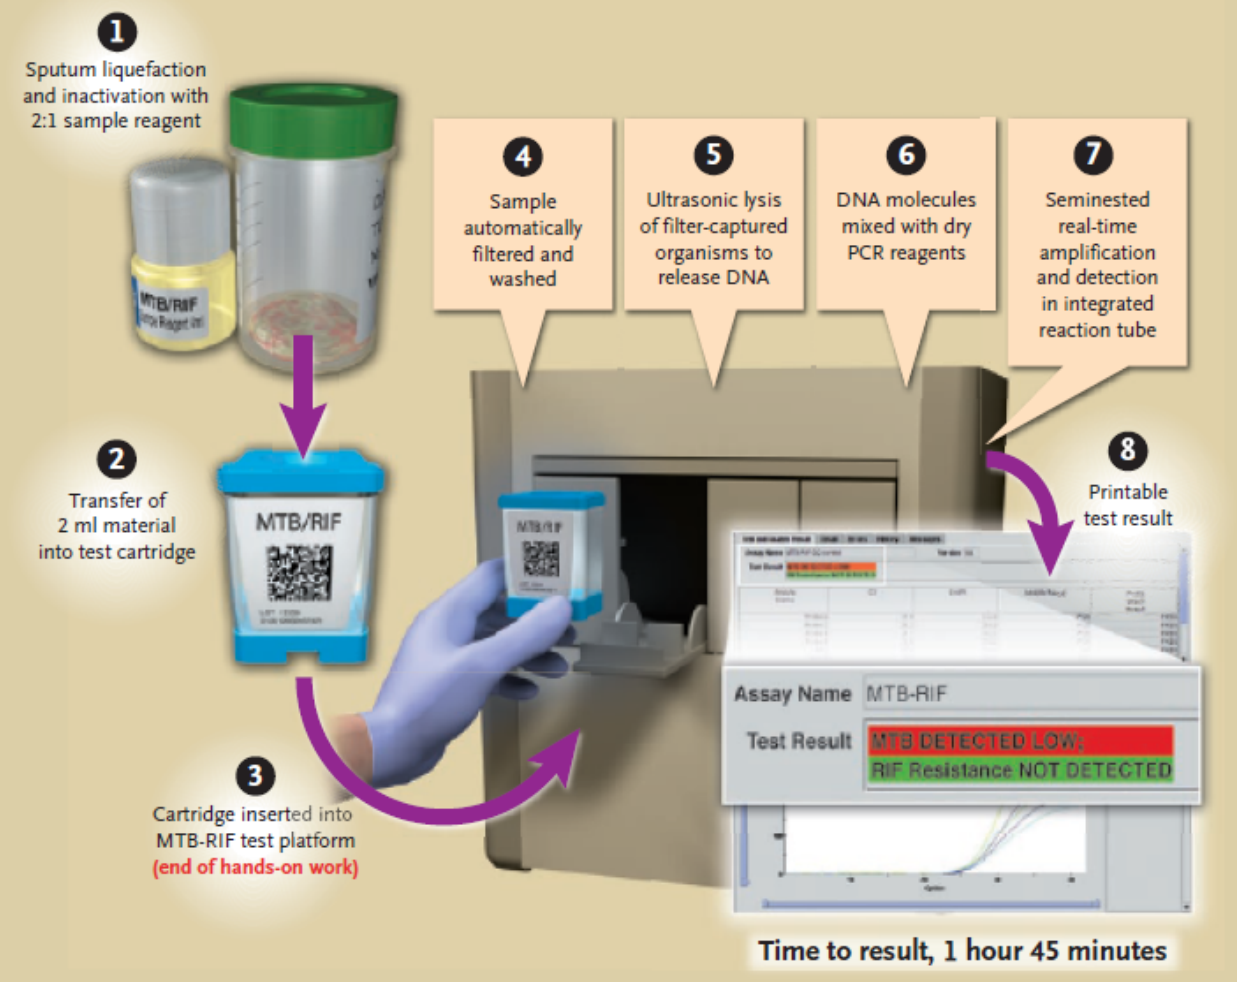 1
Sputum liquefaction
and inactivation with
2:1 sample reagent
MTB/RIF
2
Transfer of
2 ml material
into test cartridge
MTB/RIF
3
Cartridge inserted into
MTB-RIF test platform
(end of hands-on work)
MTB/RIF
4
Sample
automatically
filtered and
washed
5
Ultrasonic lysis
of filter-captured
organisms to
release DNA
6
DNA molecules
mixed with dry
PCR reagents
7
Seminested
real-time
amplification
and detection
in integrated
reaction tube
8
Printable
test result
Assay Name
Test Result
Assay Name MTB-RIF
Test Result MTB DETECTED LOW;
RIF Resistance NOT DETECTED
Time to result, 1 hour 45 minutes